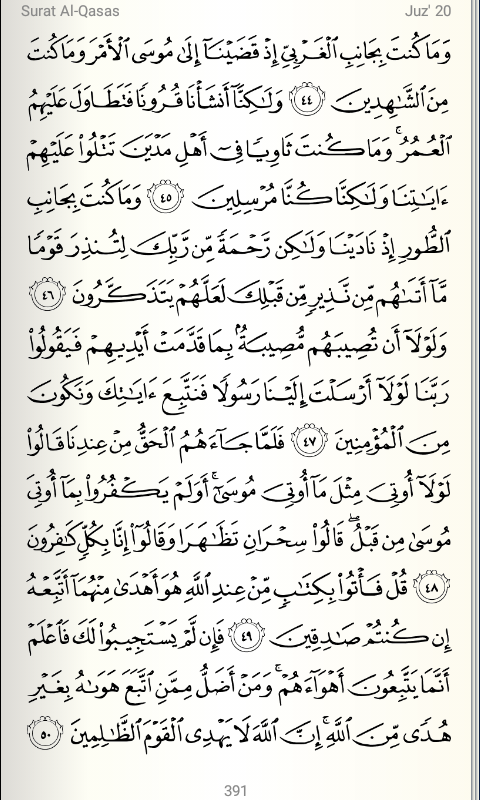 Surat Al-Qasas Juz' 20
وَمَا كُنتَ بِجَانِبِ ٱلْغَرْبِيِّ إِذْ قَضَيْنَآ إِلَىٰ مُوسَى ٱلْأَمْرَ وَمَا كُنتَ
مِنَ ٱلشَّـٰهِدِينَ ٤٤ وَلَـٰكِنَّآ أَنشَأْنَا قُرُونًا فَتَطَاوَلَ عَلَيْهِمُ
ٱلْعُمُرُ ۚ وَمَا كُنتَ ثَاوِيًا فِىٓ أَهْلِ مَدْيَنَ تَتْلُوا۟ عَلَيْهِمْ
ءَايَـٰتِنَا وَلَـٰكِنَّا كُنَّا مُرْسِلِينَ ٤٥ وَمَا كُنتَ بِجَانِبِ
ٱلطُّورِ إِذْ نَادَيْنَا وَلَـٰكِن رَّحْمَةً مِّن رَّبِّكَ لِتُنذِرَ قَوْمًا
مَّآ أَتَىٰهُم مِّن نَّذِيرٍ مِّن قَبْلِكَ لَعَلَّهُمْ يَتَذَكَّرُونَ ٤٦
وَلَوْلَآ أَن تُصِيبَهُم مُّصِيبَةٌۢ بِمَا قَدَّمَتْ أَيْدِيهِمْ فَيَقُولُوا۟
رَبَّنَا لَوْلَآ أَرْسَلْتَ إِلَيْنَا رَسُولًا فَنَتَّبِعَ ءَايَـٰتِكَ وَنَكُونَ
مِنَ ٱلْمُؤْمِنِينَ ٤٧ فَلَمَّا جَآءَهُمُ ٱلْحَقُّ مِنْ عِندِنَا قَالُوا۟
لَوْلَآ أُوتِىَ مِثْلَ مَآ أُوتِىَ مُوسَىٰٓ ۚ أَوَلَمْ يَكْفُرُوا۟ بِمَآ أُوتِىَ
مُوسَىٰ مِن قَبْلُ ۖ قَالُوا۟ سِحْرَانِ تَظَـٰهَرَا وَقَالُوٓا۟ إِنَّا بِكُلٍّ كَـٰفِرُونَ
٤٨ قُلْ فَأْتُوا۟ بِكِتَـٰبٍ مِّنْ عِندِ ٱللَّهِ هُوَ أَهْدَىٰ مِنْهُمَآ أَتَّبِعْهُ
إِن كُنتُمْ صَـٰدِقِينَ ٤٩ فَإِن لَّمْ يَسْتَجِيبُوا۟ لَكَ فَٱعْلَمْ
أَنَّمَا يَتَّبِعُونَ أَهْوَآءَهُمْ ۚ وَمَنْ أَضَلُّ مِمَّنِ ٱتَّبَعَ هَوَىٰهُ بِغَيْرِ
هُدًى مِّنَ ٱللَّهِ ۚ إِنَّ ٱللَّهَ لَا يَهْدِى ٱلْقَوْمَ ٱلظَّـٰلِمِينَ ٥٠
391